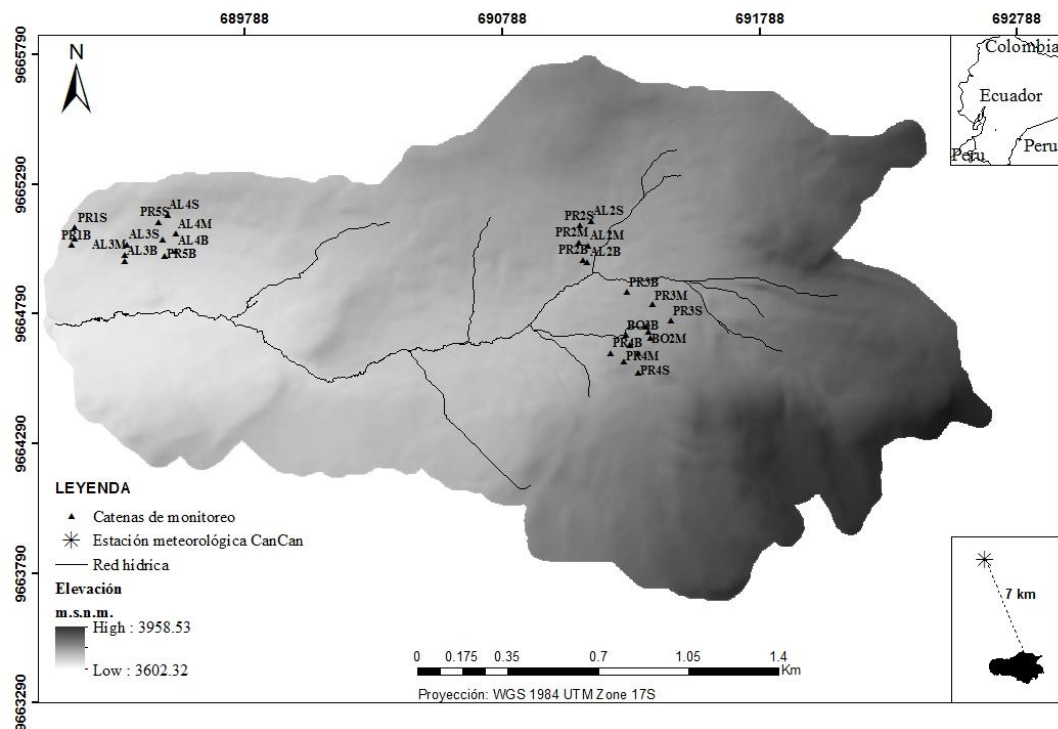 689788 690788 691788 692788
9665790
9665290
9664790
9664290
9663790
9663290
N
Colombia
Ecuador
Peru
Peru
PR1S
PR1B
PR5S
AL4S
AL4M
AL3S
AL4B
AL3M
AL3B
PR5B
PR2S
AL2S
PR2M
AL2M
PR2B
AL2B
PR3B
PR3M
PR3S
BO2M
PR4B
PR4M
PR4S
LEYENDA
Catenas de monitoreo
Estación meteorológica CanCan
Red hídrica
Elevación
m.s.n.m.
High : 3958.53
Low : 3602.32
0 0.175 0.35 0.7 1.05 1.4
Km
Proyección: WGS 1984 UTM Zone 17S
7 km